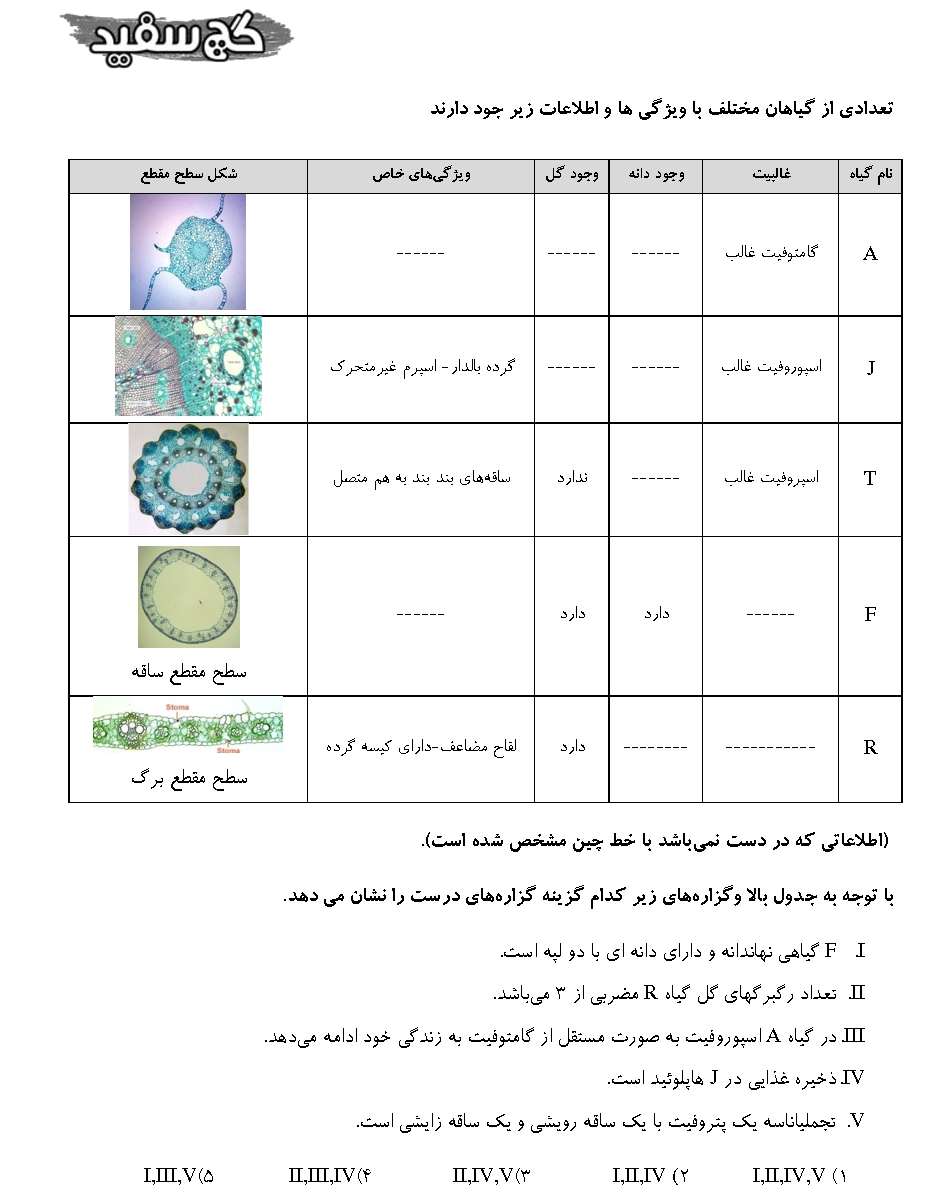 گچ سفید
تعدادی از گیاهان مختلف با ویژگی ها و اطلاعات زیر جود دارند
نام گیاه غالبیت وجود دانه وجود گل ویژگی‌های خاص شکل سطح مقطع
A گامتوفیت غالب ------ ------ ------
J اسپوروفیت غالب ------ ------ گرده بالدار- اسپرم غیرمتحرک
T اسپروفیت غالب ------ ندارد ساقه‌های بند بند به هم متصل
F ------ دارد دارد ------
سطح مقطع ساقه
Stoma
R ----------- -------- دارد لقاح مضاعف-دارای کیسه گرده
Stoma
سطح مقطع برگ
(اطلاعاتی که در دست نمی‌باشد با خط چین مشخص شده است).
با توجه به جدول بالا وگزاره‌های زیر کدام گزینه گزاره‌های درست را نشان می دهد.
I. F گیاهی نهاندانه و دارای دانه ای با دو لپه است.
II. تعداد رگبرگهای گل گیاه R مضربی از ۳ می‌باشد.
III. در گیاه A اسپوروفیت به صورت مستقل از گامتوفیت به زندگی خود ادامه می‌دهد.
IV. ذخیره غذایی در J هاپلوئید است.
V. تجملیاناسه یک پتروفیت با یک ساقه رویشی و یک ساقه زایشی است.
۱) I,II,IV,V ۲) I,II,IV ۳) II,IV,V ۴) II,III,IV ۵) I,III,V